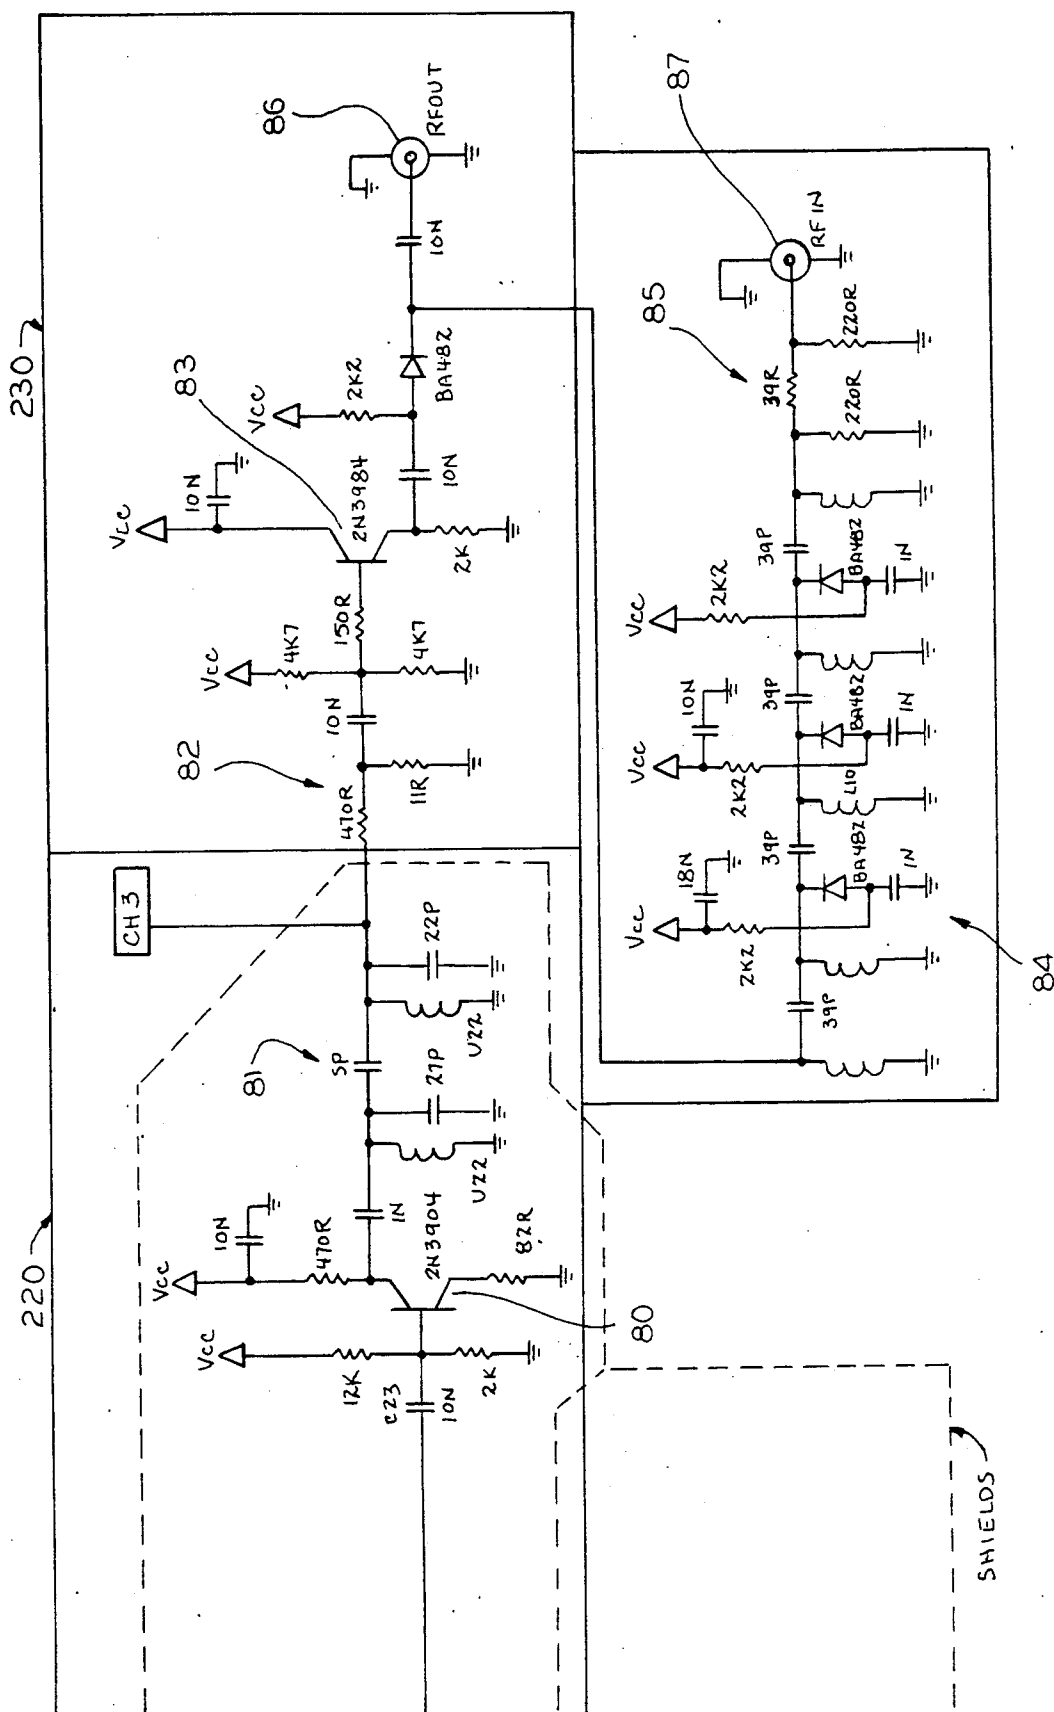 230
86
RFOUT
10N
VCC
2K2
BA482
83
10N
VCC
10N
2N3984
2K
150R
VCC
4K7
4K7
10N
82
470R
11R
87
RF IN
85
39R
220R
220R
39P
BA482
1N
VCC
2K2
39P
BA482
1N
VCC
10N
2K2
L10
39P
BA482
1N
VCC
18N
2K2
39P
84
220
CH 3
22P
U22
81
5P
27P
U22
1N
VCC
10N
470R
2N3904
82R
80
VCC
12K
2K
C23
10N
SHIELDS